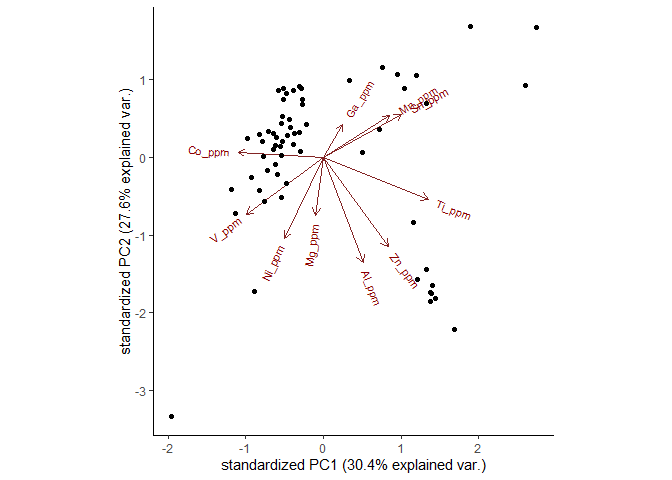 1
0
-1
-2
-3
-2
-1
0
1
2
standardized PC1 (30.4% explained var.)
standardized PC2 (27.6% explained var.)
Ga_ppm
Co_ppm
Ti_ppm
V_ppm
Ni_ppm
Mg_ppm
Al_ppm
Zn_ppm